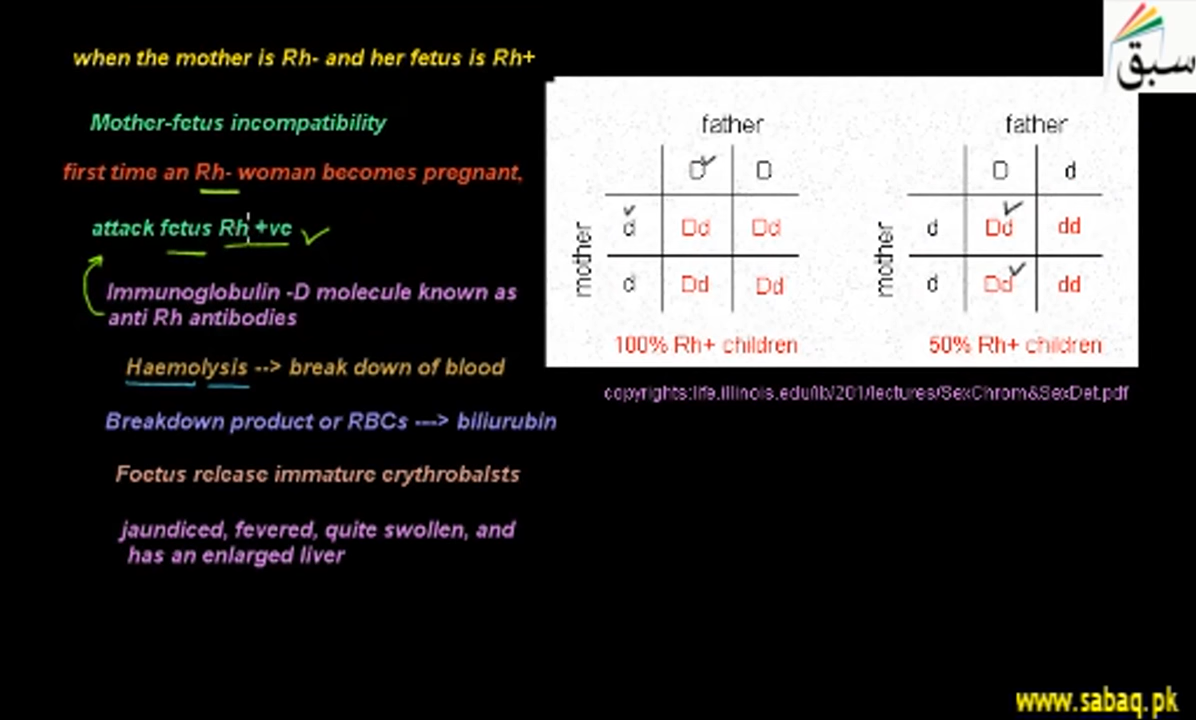 when the mother is Rh- and her fetus is Rh+
Mother-fetus incompatibility
first time an Rh- woman becomes pregnant,
attack fetus Rh +ve
Immunoglobulin -D molecule known as
anti Rh antibodies
Haemolysis --> break down of blood
Breakdown product or RBCs ---> biliurubin
Foetus release immature erythrobalsts
jaundiced, fevered, quite swollen, and
has an enlarged liver
father
D D
mother
d Dd Dd
d Dd Dd
100% Rh+ children
father
D d
mother
d Dd dd
d Dd dd
50% Rh+ children
copyrights:life.illinois.edu/ib/201/lectures/SexChrom&SexDet.pdf
سبق
www.sabaq.pk